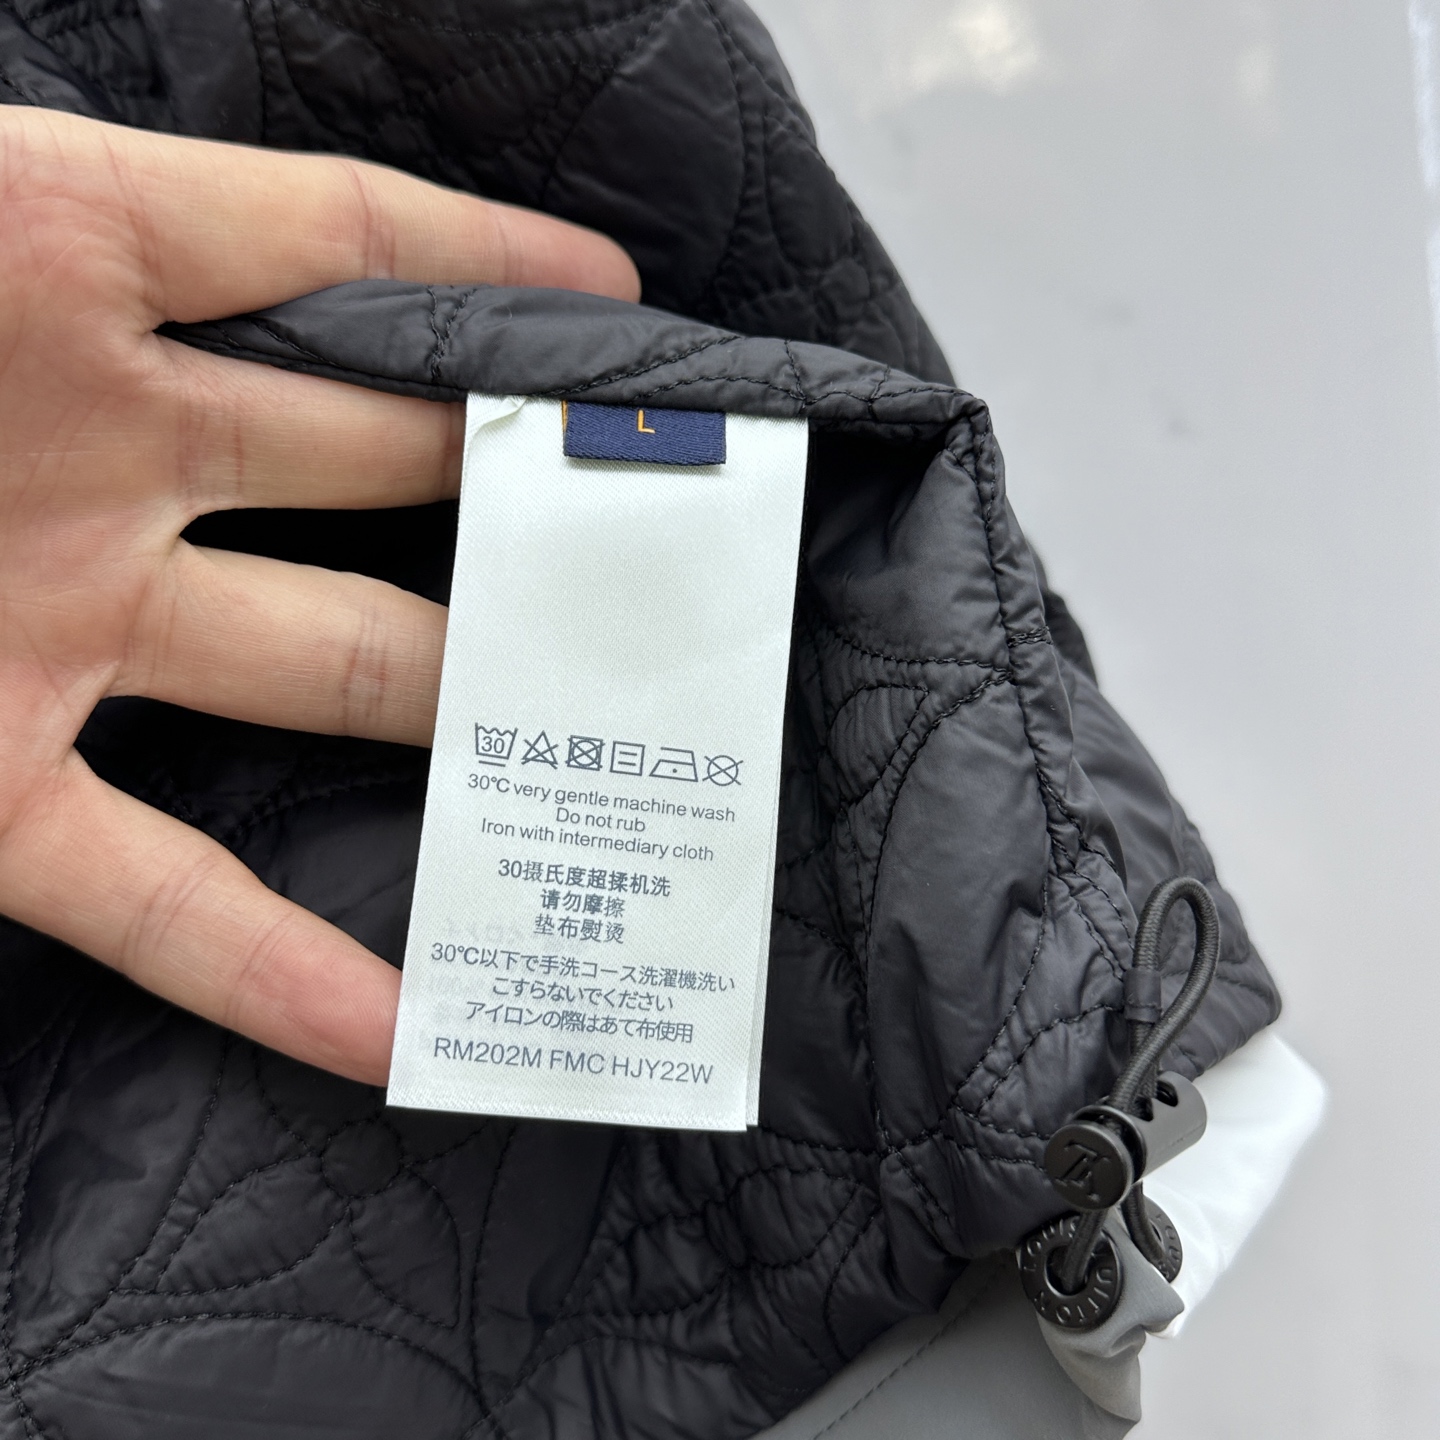 L
30
30℃ very gentle machine wash
Do not rub
Iron with intermediary cloth
30摄氏度超揉机洗
请勿摩擦
垫布熨烫
30℃以下で手洗コース洗濯機洗い
こすらないでください
アイロンの際はあて布使用
RM202M FMC HJY22W
LV
LOUIS VUITTON